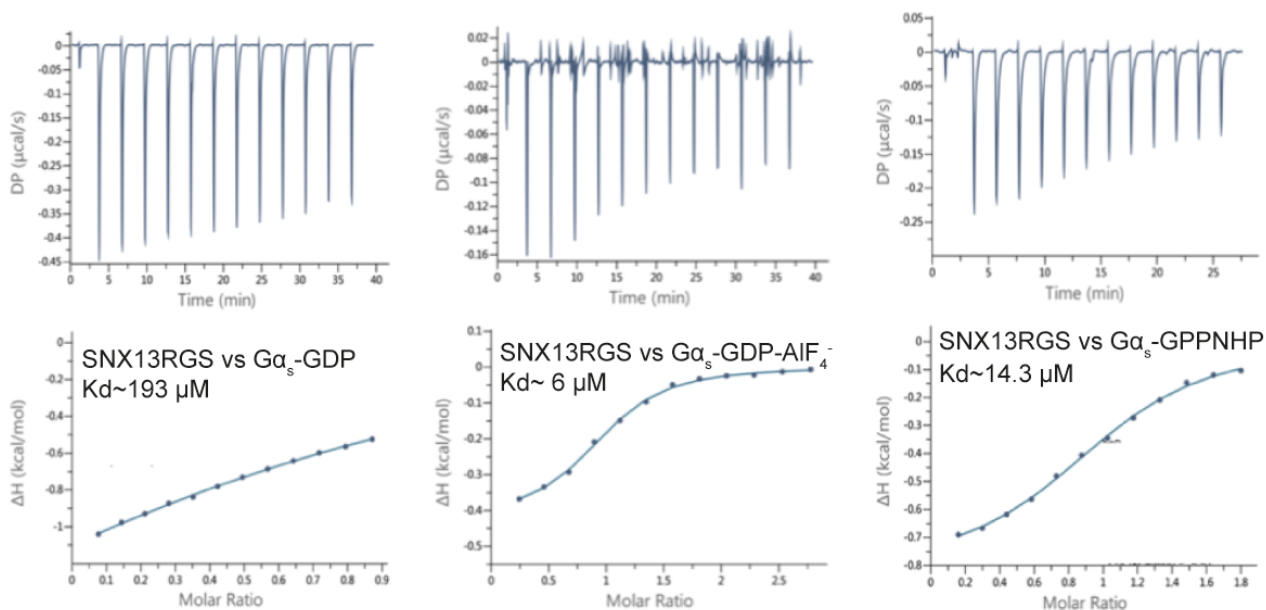 0
-0.05
-0.1
-0.15
-0.2
-0.25
-0.3
-0.35
-0.4
-0.45
DP (µcal/s)
0 5 10 15 20 25 30 35 40
Time (min)
0.02
0
-0.02
-0.04
-0.06
-0.08
-0.1
-0.12
-0.14
-0.16
DP (µcal/s)
0 5 10 15 20 25 30 35 40
Time (min)
0.05
0
-0.05
-0.1
-0.15
-0.2
-0.25
DP (µcal/s)
0 5 10 15 20 25
Time (min)
SNX13RGS vs Gαs-GDP
Kd~193 µM
0
-0.2
-0.4
-0.6
-0.8
-1
ΔH (kcal/mol)
0 0.1 0.2 0.3 0.4 0.5 0.6 0.7 0.8 0.9
Molar Ratio
SNX13RGS vs Gαs-GDP-AlF4-
Kd~ 6 µM
0.1
0
-0.1
-0.2
-0.3
-0.4
-0.5
ΔH (kcal/mol)
0 0.5 1 1.5 2 2.5
Molar Ratio
SNX13RGS vs Gαs-GPPNHP
Kd~14.3 µM
0
-0.1
-0.2
-0.3
-0.4
-0.5
-0.6
-0.7
-0.8
ΔH (kcal/mol)
0 0.2 0.4 0.6 0.8 1 1.2 1.4 1.6 1.8
Molar Ratio